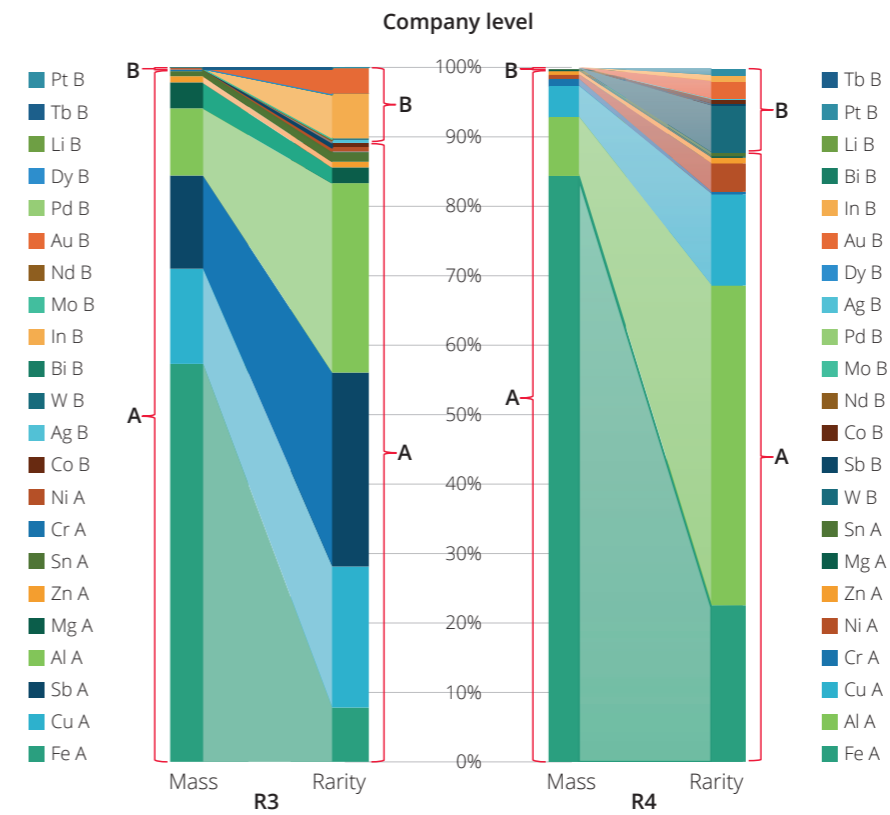 Company level
Pt B
Tb B
Li B
Dy B
Pd B
Au B
Nd B
Mo B
In B
Bi B
W B
Ag B
Co B
Ni A
Cr A
Sn A
Zn A
Mg A
Al A
Sb A
Cu A
Fe A
B
A
B
A
Mass
Rarity
R3
100%
90%
80%
70%
60%
50%
40%
30%
20%
10%
0%
B
A
B
A
Mass
Rarity
R4
Tb B
Pt B
Li B
Bi B
In B
Au B
Dy B
Ag B
Pd B
Mo B
Nd B
Co B
Sb B
W B
Sn A
Mg A
Zn A
Ni A
Cr A
Cu A
Al A
Fe A